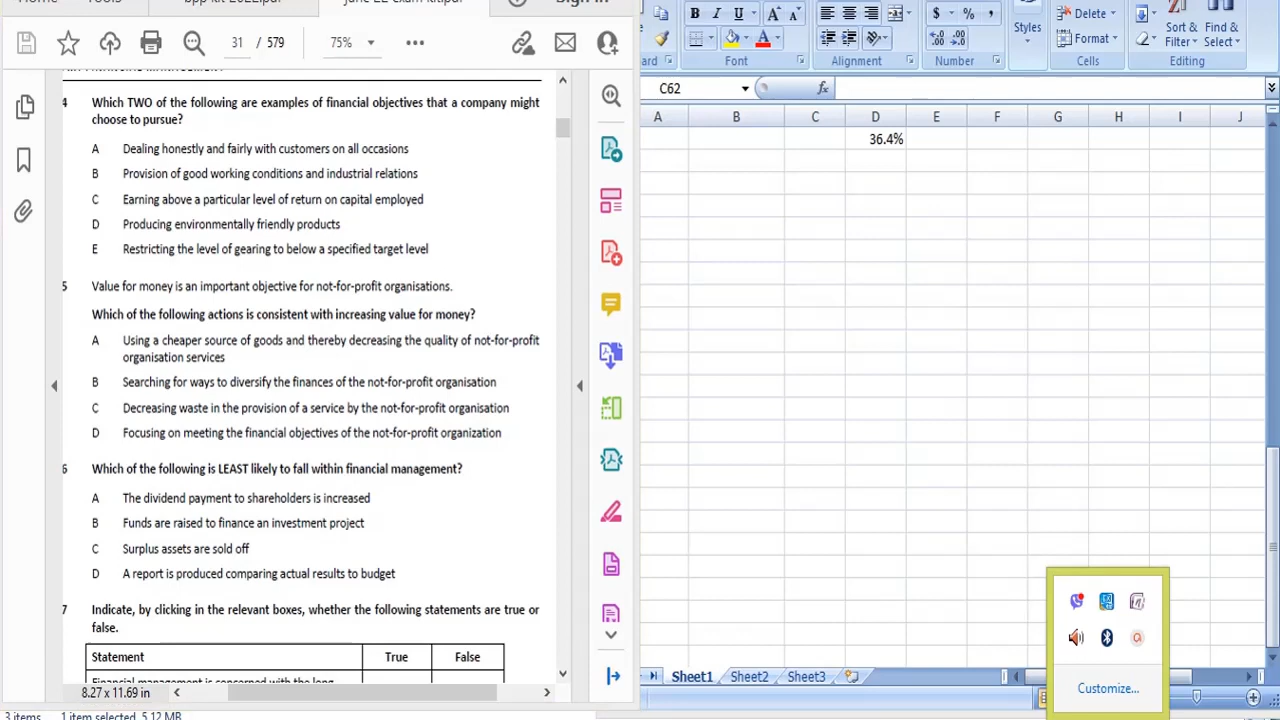 31 / 579
75%
4 Which TWO of the following are examples of financial objectives that a company might
choose to pursue?
A Dealing honestly and fairly with customers on all occasions
B Provision of good working conditions and industrial relations
C Earning above a particular level of return on capital employed
D Producing environmentally friendly products
E Restricting the level of gearing to below a specified target level
5 Value for money is an important objective for not-for-profit organisations.
Which of the following actions is consistent with increasing value for money?
A Using a cheaper source of goods and thereby decreasing the quality of not-for-profit
organisation services
B Searching for ways to diversify the finances of the not-for-profit organisation
C Decreasing waste in the provision of a service by the not-for-profit organisation
D Focusing on meeting the financial objectives of the not-for-profit organization
6 Which of the following is LEAST likely to fall within financial management?
A The dividend payment to shareholders is increased
B Funds are raised to finance an investment project
C Surplus assets are sold off
D A report is produced comparing actual results to budget
7 Indicate, by clicking in the relevant boxes, whether the following statements are true or
false.
Statement True False
Financial management is concerned with the long
8.27 x 11.69 in
3 items 1 item selected, 5.12 MB
B I U A A $ % , Styles Delete Format Sort & Filter Find & Select
Font Alignment Number Cells Editing
C62 fx
A B C D E F G H I J
36.4%
Sheet1 Sheet2 Sheet3
Customize...